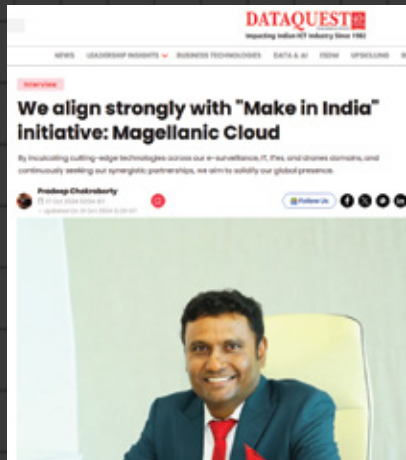 DATAQUEST
Impacting Indian ICT Industry Since 1982
NEWS LEADERSHIP INSIGHTS BUSINESS TECHNOLOGIES DATA & AI ESDM UPSKILLING
Interview
We align strongly with "Make in India"
initiative: Magellanic Cloud
By inculcating cutting-edge technologies across our e-surveillance, IT, ITes, and drones domains, and
continuously seeking out synergistic partnerships, we aim to solidify our global presence.
Pradeep Chakraborty
Follow Us